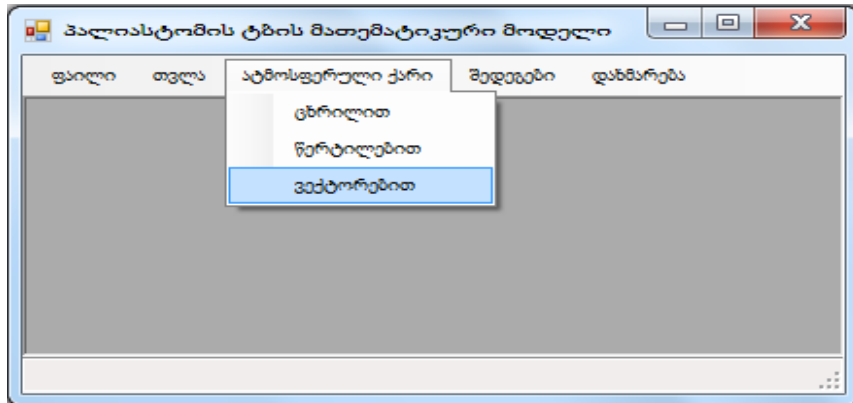 პალიასტომის ტბის მათემატიკური მოდელი
ფაილი თვლა ატმოსფერული ქარი შედეგები დახმარება
ცხრილით
წერტილებით
ვექტორებით